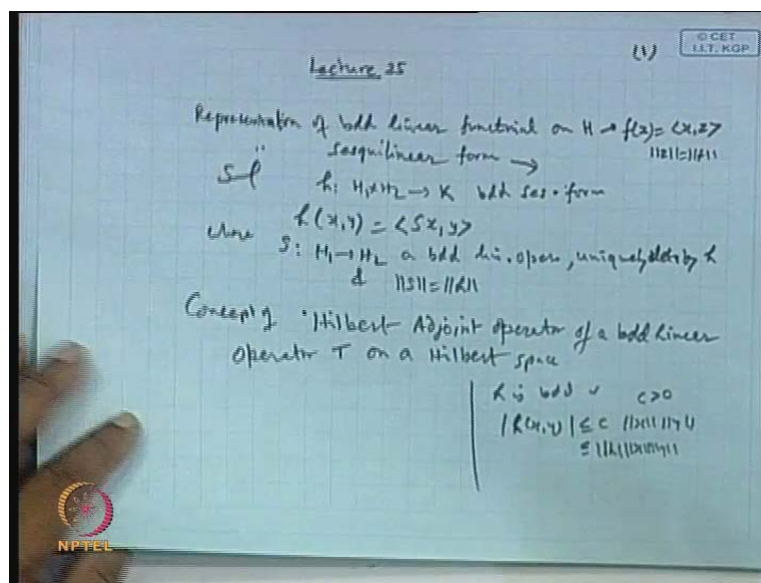 (1)
© CET
I.I.T. KGP
Lecture 25
Representation of bdd linear functional on H → f(x) = <x,z>
||z||=||f||
" Sesquilinear form →
h: H₁×H₂ → K bdd ses. form
h(x,y) = <Sx,y>
where S: H₁→H₂ a bdd lin. oper, uniquely by h
& ||S||=||h||
Concept of Hilbert-Adjoint operator of a bdd linear
operator T on a Hilbert space
h is bdd c>0
|h(x,y)| ≤ c ||x|| ||y||
≤ ||h|| ||x|| ||y||
NPTEL